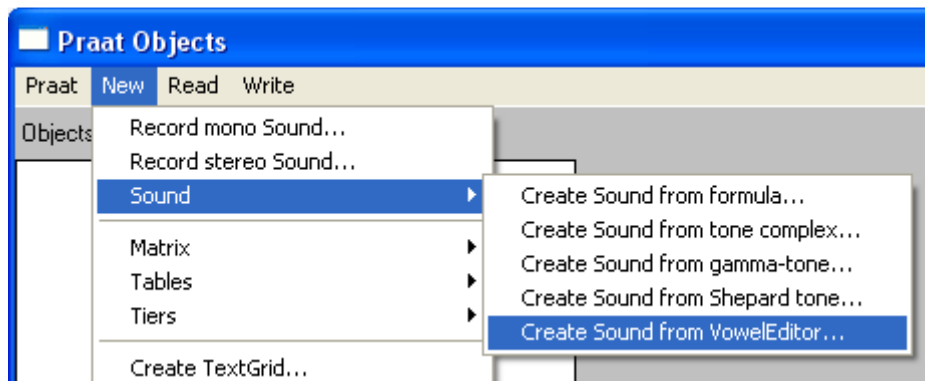 Praat Objects
Praat New Read Write
Objects
Record mono Sound...
Record stereo Sound...
Sound
Matrix
Tables
Tiers
Create TextGrid...
Create Sound from formula...
Create Sound from tone complex...
Create Sound from gamma-tone...
Create Sound from Shepard tone...
Create Sound from VowelEditor...